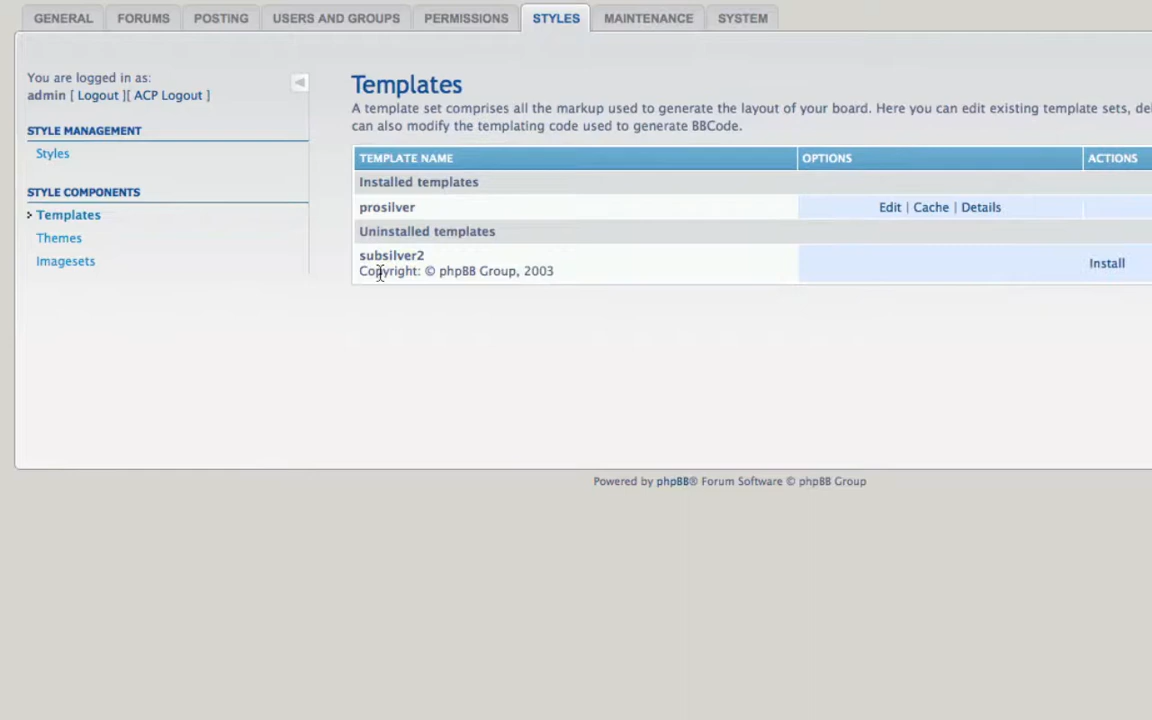 GENERAL FORUMS POSTING USERS AND GROUPS PERMISSIONS STYLES MAINTENANCE SYSTEM
You are logged in as:
admin [ Logout ][ ACP Logout ]
STYLE MANAGEMENT
Styles
STYLE COMPONENTS
Templates
Themes
Imagesets
Templates
A template set comprises all the markup used to generate the layout of your board. Here you can edit existing template sets,
can also modify the templating code used to generate BBCode.
TEMPLATE NAME OPTIONS ACTIONS
Installed templates
prosilver Edit | Cache | Details
Uninstalled templates
subsilver2
Copyright: © phpBB Group, 2003
Install
Powered by phpBB® Forum Software © phpBB Group